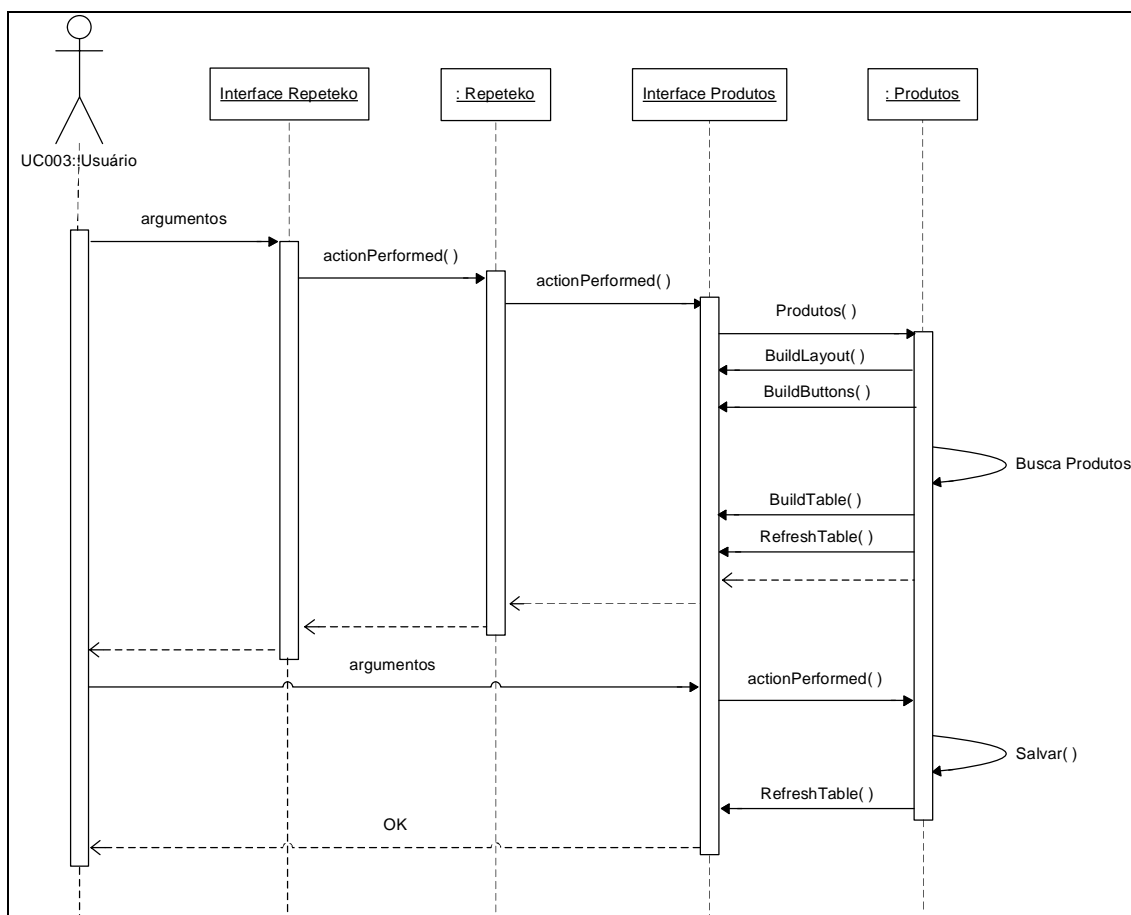 Interface Repeteko
: Repeteko
Interface Produtos
: Produtos
UC003::Usuário
argumentos
actionPerformed( )
actionPerformed( )
Produtos( )
BuildLayout( )
BuildButtons( )
Busca Produtos
BuildTable( )
RefreshTable( )
argumentos
actionPerformed( )
Salvar( )
RefreshTable( )
OK